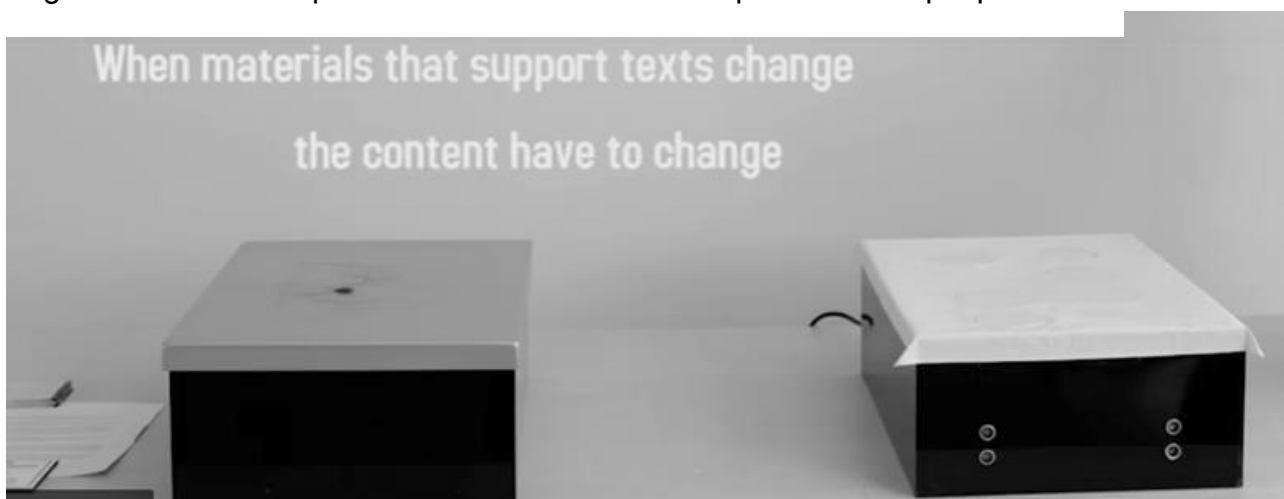 When materials that support texts change
the content have to change